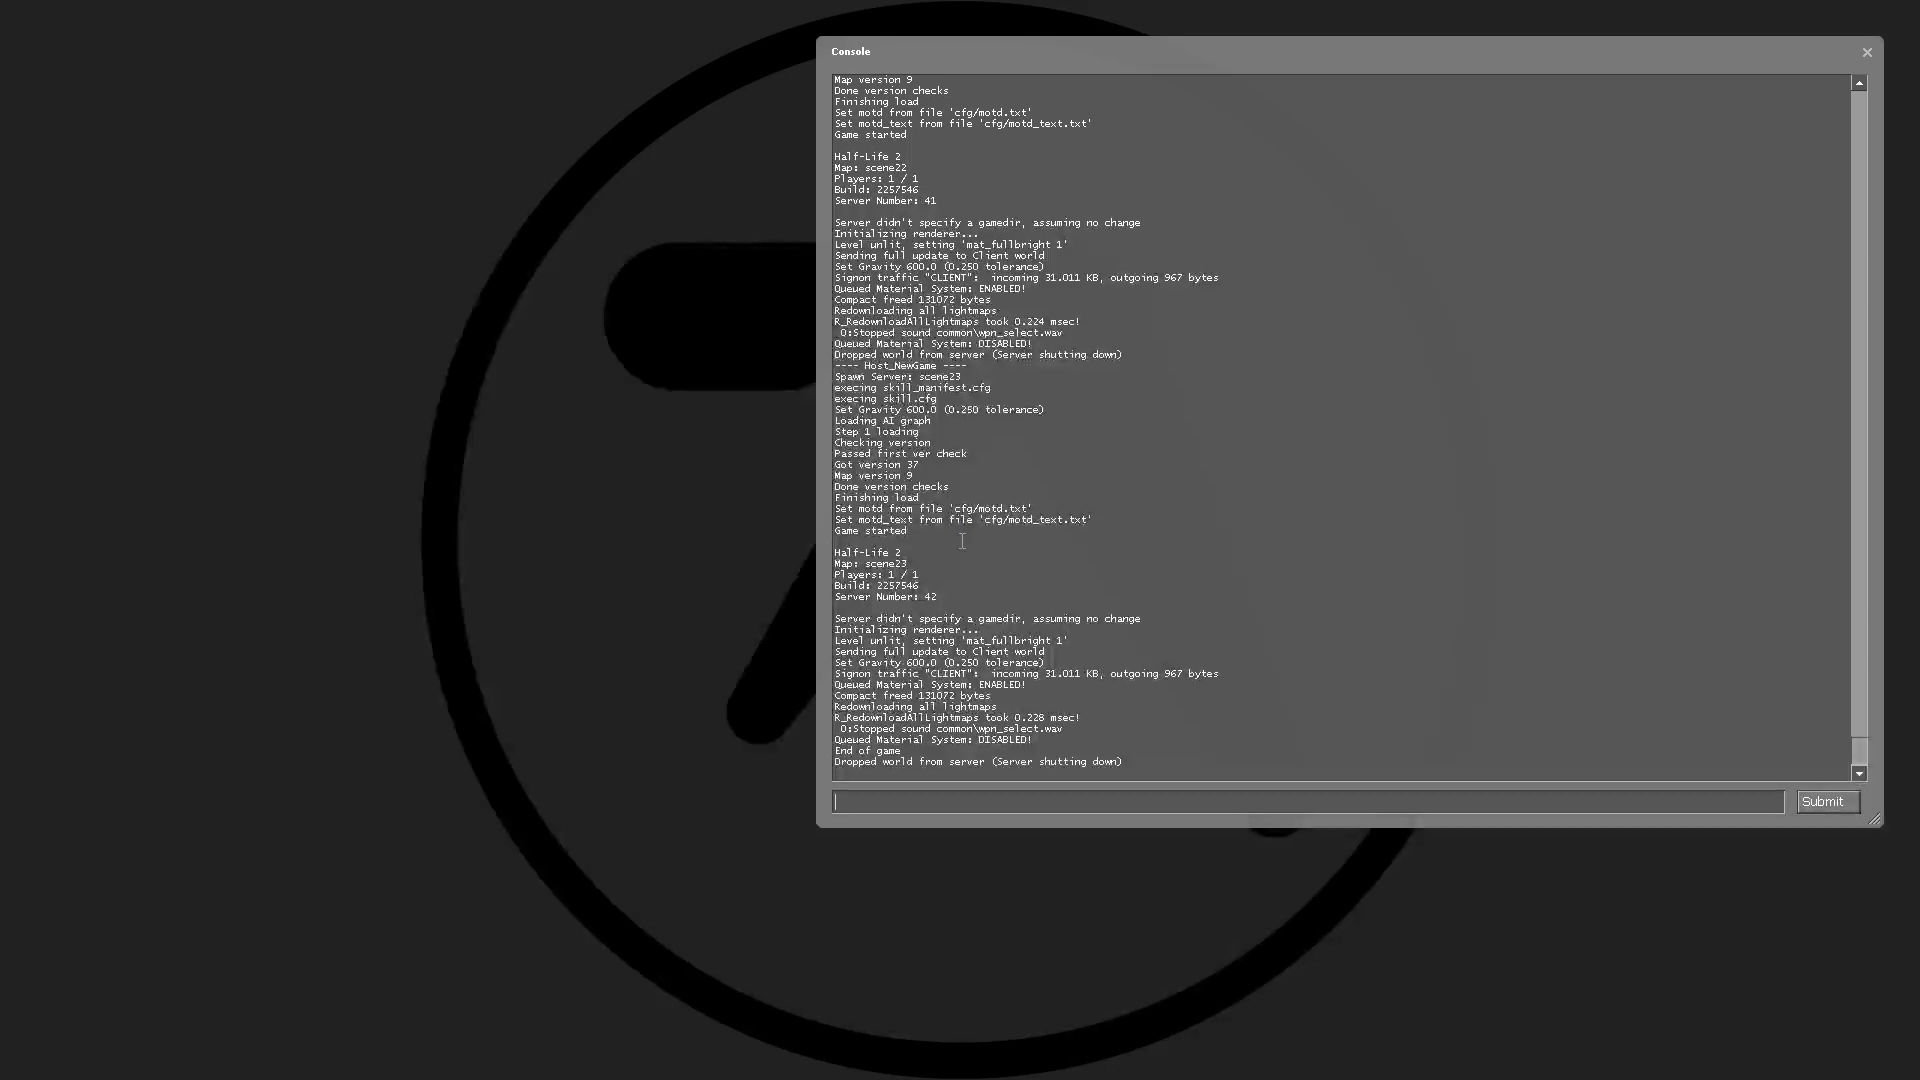 Console
Map version 9
Done version checks
Finishing load
Set motd from file 'cfg/motd.txt'
Set motd_text from file 'cfg/motd_text.txt'
Game started
Half-Life 2
Map: scene22
Players: 1 / 1
Build: 2257546
Server Number: 41
Server didn't specify a gamedir, assuming no change
Initializing renderer...
Level unlit, setting 'mat_fullbright 1'
Sending full update to Client world
Set Gravity 600.0 (0.250 tolerance)
Signon traffic "CLIENT":  incoming 31.011 KB, outgoing 967 bytes
Queued Material System: ENABLED!
Compact freed 131072 bytes
Redownloading all lightmaps
R_RedownloadAllLightmaps took 0.224 msec!
 0:Stopped sound common\wpn_select.wav
Queued Material System: DISABLED!
Dropped world from server (Server shutting down)
---- Host_NewGame ----
Spawn Server: scene23
execing skill_manifest.cfg
execing skill.cfg
Set Gravity 600.0 (0.250 tolerance)
Loading AI graph
Step 1 loading
Checking version
Passed first ver check
Got version 37
Map version 9
Done version checks
Finishing load
Set motd from file 'cfg/motd.txt'
Set motd_text from file 'cfg/motd_text.txt'
Game started
Half-Life 2
Map: scene23
Players: 1 / 1
Build: 2257546
Server Number: 42
Server didn't specify a gamedir, assuming no change
Initializing renderer...
Level unlit, setting 'mat_fullbright 1'
Sending full update to Client world
Set Gravity 600.0 (0.250 tolerance)
Signon traffic "CLIENT":  incoming 31.011 KB, outgoing 967 bytes
Queued Material System: ENABLED!
Compact freed 131072 bytes
Redownloading all lightmaps
R_RedownloadAllLightmaps took 0.228 msec!
 0:Stopped sound common\wpn_select.wav
Queued Material System: DISABLED!
End of game
Dropped world from server (Server shutting down)
Submit